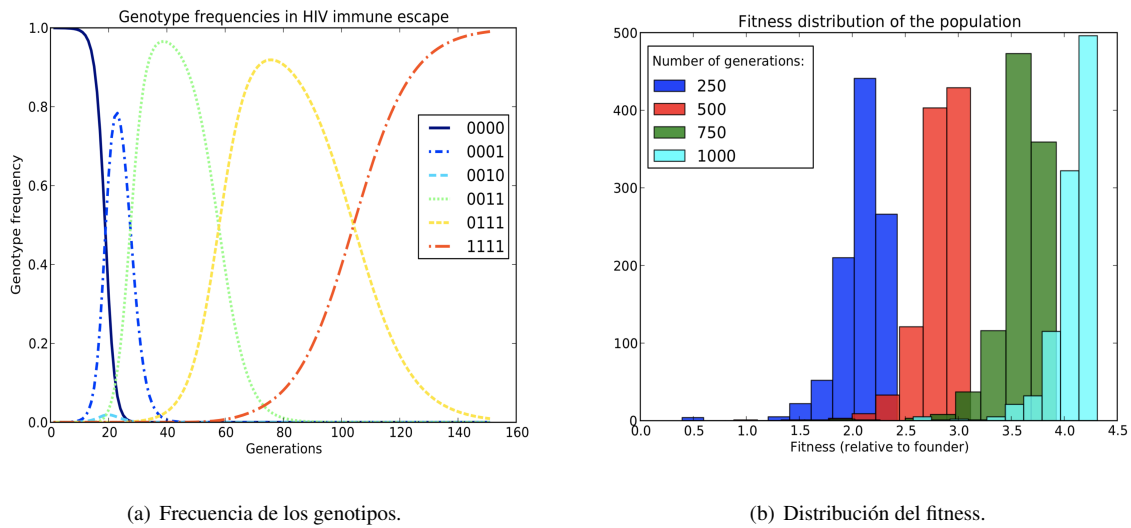 Genotype frequencies in HIV immune escape
1.0
0.8
0.6
0.4
0.2
0.0
Genotype frequency
0000
0001
0010
0011
0111
1111
0 20 40 60 80 100 120 140 160
Generations
(a) Frecuencia de los genotipos.
Fitness distribution of the population
500
400
300
200
100
0
Number of generations:
250
500
750
1000
0.0 0.5 1.0 1.5 2.0 2.5 3.0 3.5 4.0 4.5
Fitness (relative to founder)
(b) Distribución del fitness.